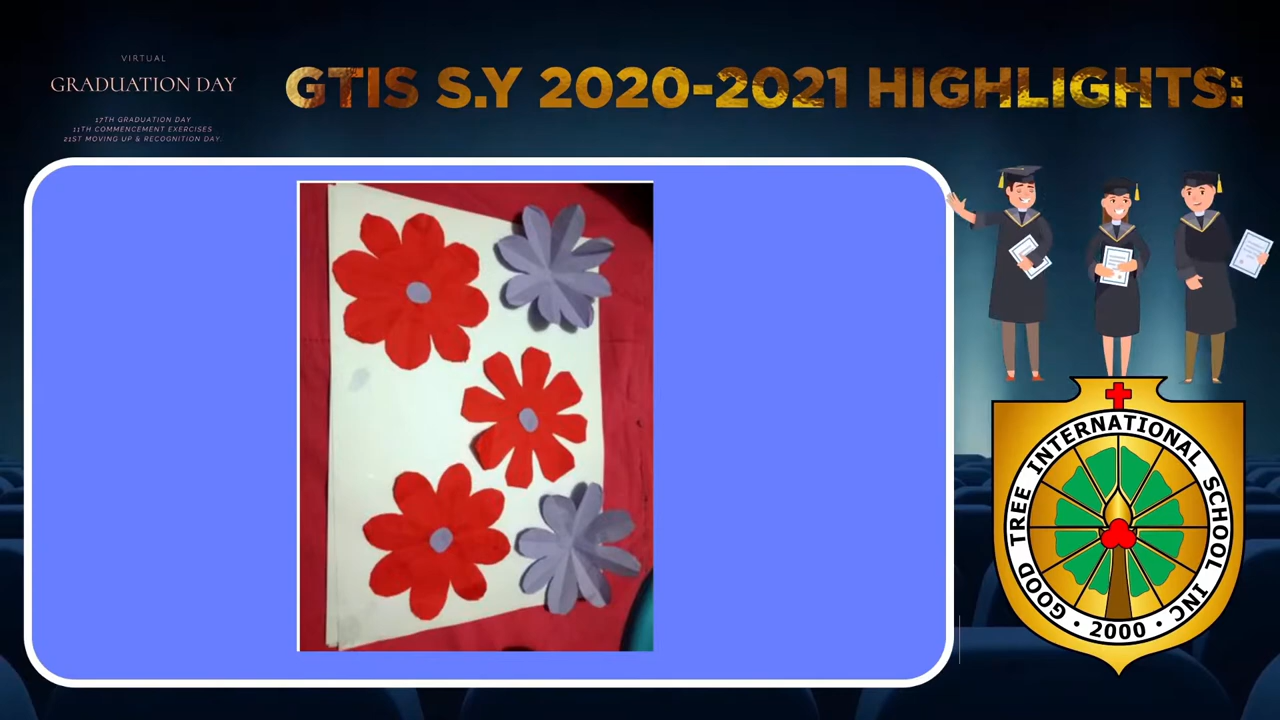 VIRTUAL
GRADUATION DAY
17TH GRADUATION DAY
11TH COMMENCEMENT EXERCISES
21ST MOVING UP & RECOGNITION DAY.
GTIS S.Y 2020-2021 HIGHLIGHTS:
GOOD TREE INTERNATIONAL SCHOOL INC
· 2000 ·